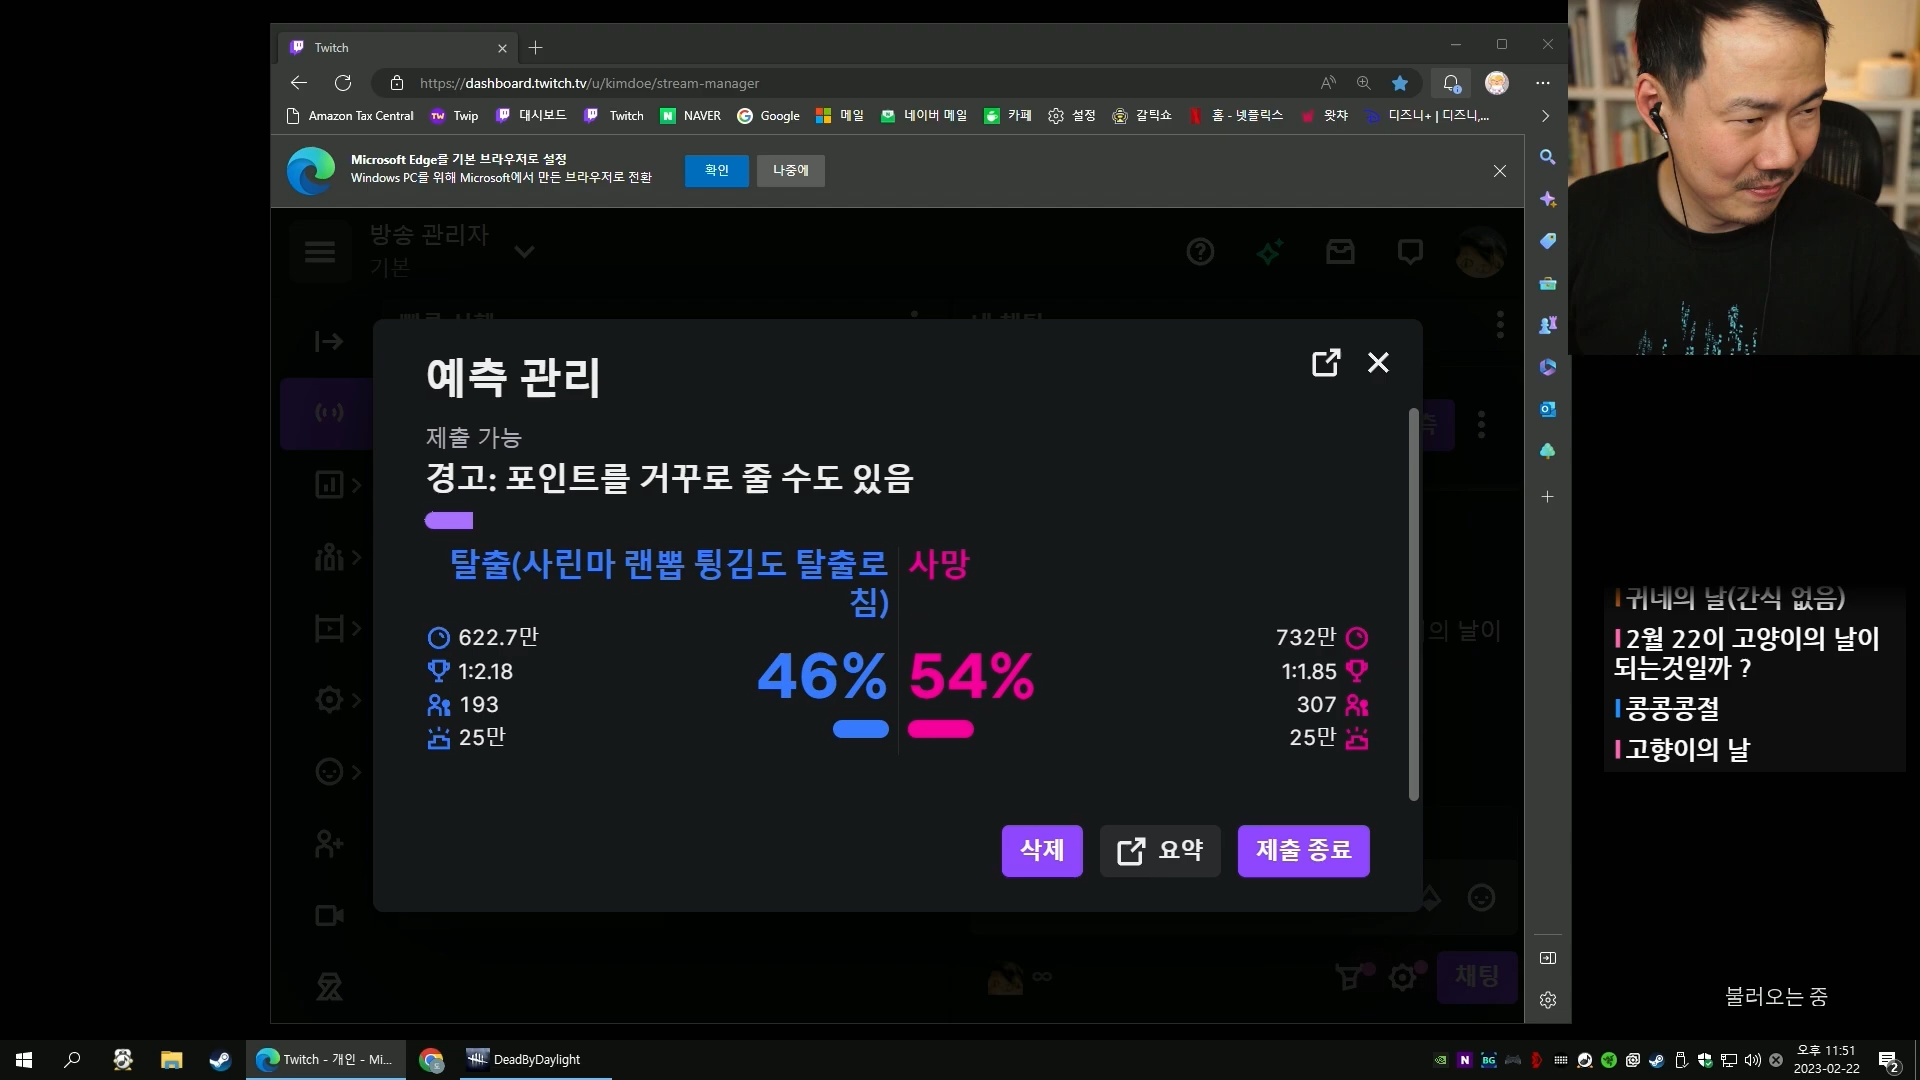 Twitch
https://dashboard.twitch.tv/u/kimdoe/stream-manager
Amazon Tax Central
Twip
대시보드
Twitch
NAVER
Google
메일
네이버 메일
카페
설정
갈틱쇼
홈 - 넷플릭스
왓챠
디즈니+ | 디즈니,...
Microsoft Edge를 기본 브라우저로 설정
Windows PC를 위해 Microsoft에서 만든 브라우저로 전환
확인
나중에
방송 관리자
기본
예측 관리
제출 가능
경고: 포인트를 거꾸로 줄 수도 있음
탈출(사린마 랜뽑 튕김도 탈출로
침)
사망
622.7만
1:2.18
193
25만
46%
54%
732만
1:1.85
307
25만
삭제
요약
제출 종료
의 날이
채팅
귀네의 날(간식 없음)
2월 22이 고양이의 날이
되는것일까 ?
콩콩콩절
고향이의 날
불러오는 중
Twitch - 개인 - Mi...
DeadByDaylight
오후 11:51
2023-02-22
2